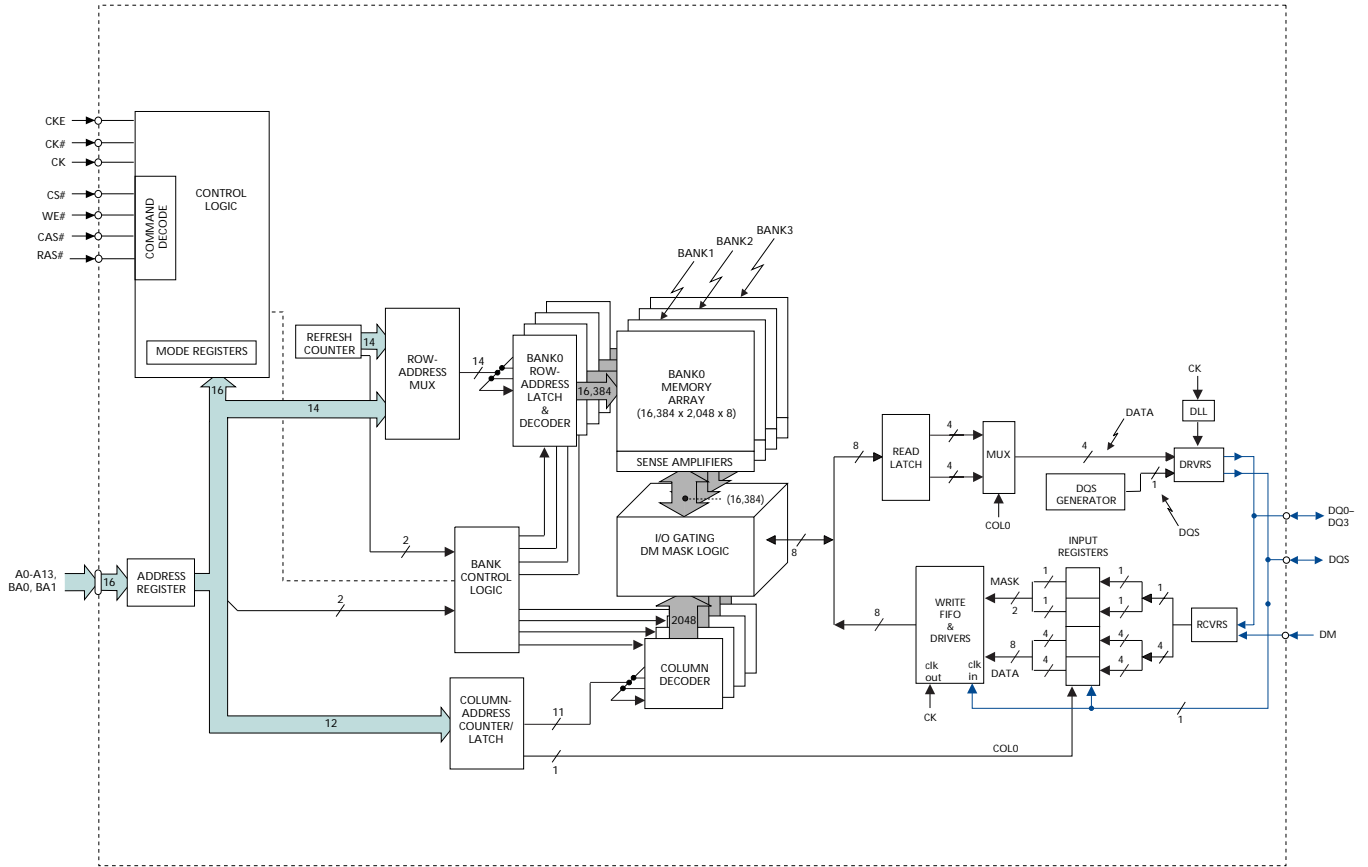 CKE
CK#
CK
CS#
WE#
CAS#
RAS#
COMMAND
DECODE
CONTROL
LOGIC
MODE REGISTERS
16
REFRESH
COUNTER
14
14
ROW-
ADDRESS
MUX
14
BANK0
ROW-
ADDRESS
LATCH
&
DECODER
16,384
BANK1
BANK2
BANK3
BANK0
MEMORY
ARRAY
(16,384 x 2,048 x 8)
SENSE AMPLIFIERS
(16,384)
I/O GATING
DM MASK LOGIC
8
2048
COLUMN
DECODER
A0-A13,
BA0, BA1
16
ADDRESS
REGISTER
2
2
BANK
CONTROL
LOGIC
12
COLUMN-
ADDRESS
COUNTER/
LATCH
11
1
COL0
8
READ
LATCH
4
4
MUX
COL0
DATA
4
DQS
GENERATOR
1
DQS
CK
DLL
DRVRS
DQ0–
DQ3
DQS
DM
RCVRS
INPUT
REGISTERS
1
1
4
4
1
1
4
4
1
4
MASK
2
8
DATA
8
WRITE
FIFO
&
DRIVERS
clk
out
clk
in
CK
1